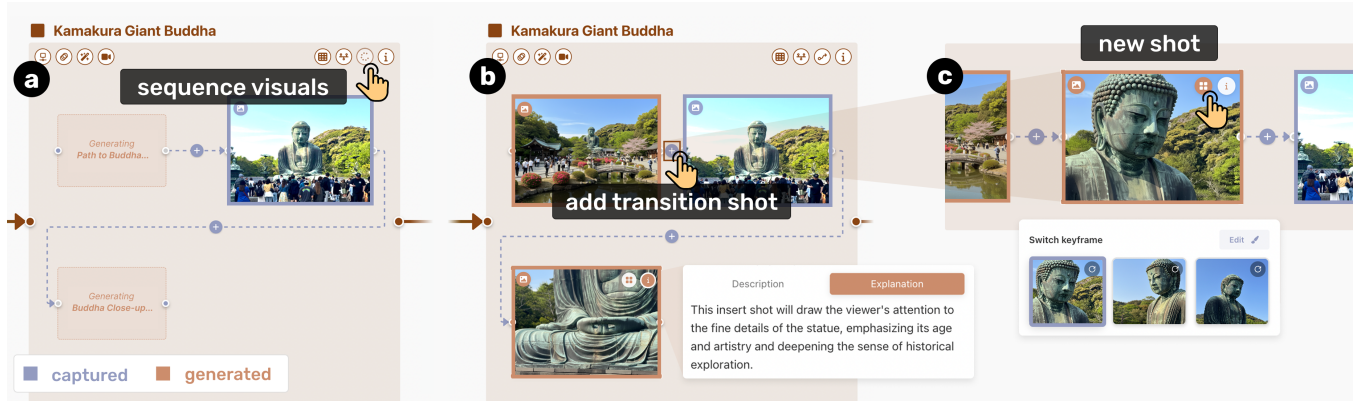 Kamakura Giant Buddha
a
sequence visuals
Generating
Path to Buddha...
Generating
Buddha Close-up...
captured
generated
Kamakura Giant Buddha
b
add transition shot
Description
Explanation
This insert shot will draw the viewer's attention to
the fine details of the statue, emphasizing its age
and artistry and deepening the sense of historical
exploration.
c
new shot
Switch keyframe
Edit